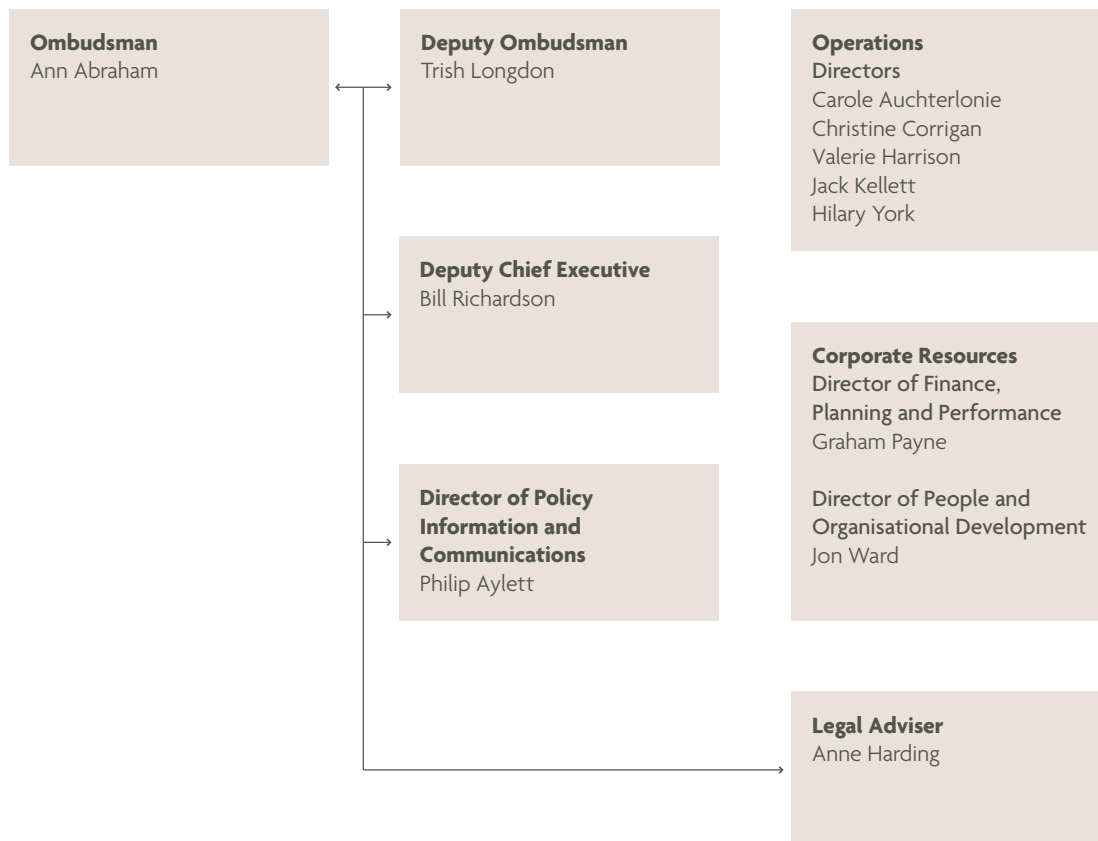 Ombudsman
Ann Abraham
Deputy Ombudsman
Trish Longdon
Deputy Chief Executive
Bill Richardson
Director of Policy
Information and
Communications
Philip Aylett
Operations
Directors
Carole Auchterlonie
Christine Corrigan
Valerie Harrison
Jack Kellett
Hilary York
Corporate Resources
Director of Finance,
Planning and Performance
Graham Payne
Director of People and
Organisational Development
Jon Ward
Legal Adviser
Anne Harding